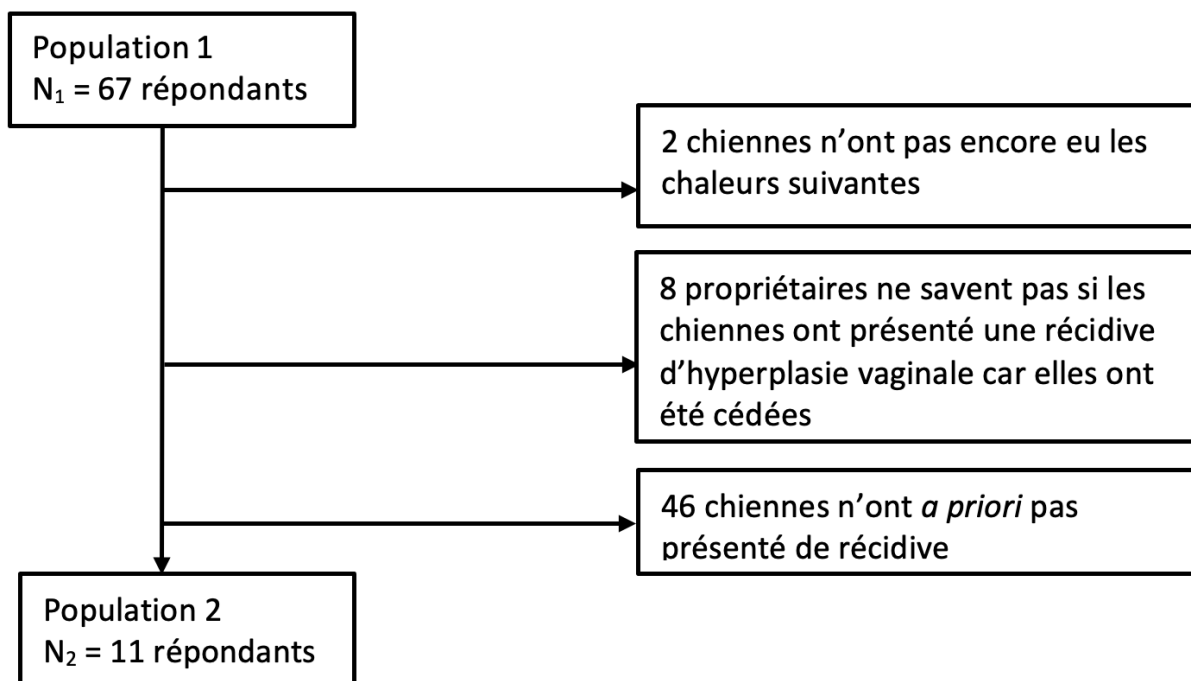 Population 1
N₁ = 67 répondants
2 chiennes n’ont pas encore eu les
chaleurs suivantes
8 propriétaires ne savent pas si les
chiennes ont présenté une récidive
d’hyperplasie vaginale car elles ont
été cédées
46 chiennes n’ont a priori pas
présenté de récidive
Population 2
N₂ = 11 répondants